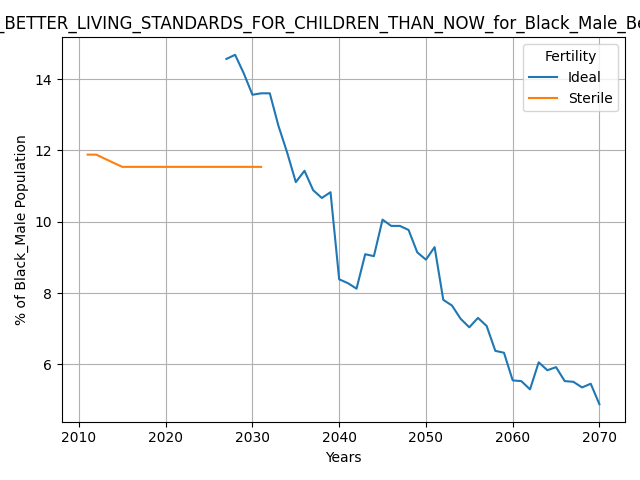 _BETTER_LIVING_STANDARDS_FOR_CHILDREN_THAN_NOW_for_Black_Male_Be
Fertility
Ideal
Sterile
% of Black_Male Population
14
12
10
8
6
2010 2020 2030 2040 2050 2060 2070
Years